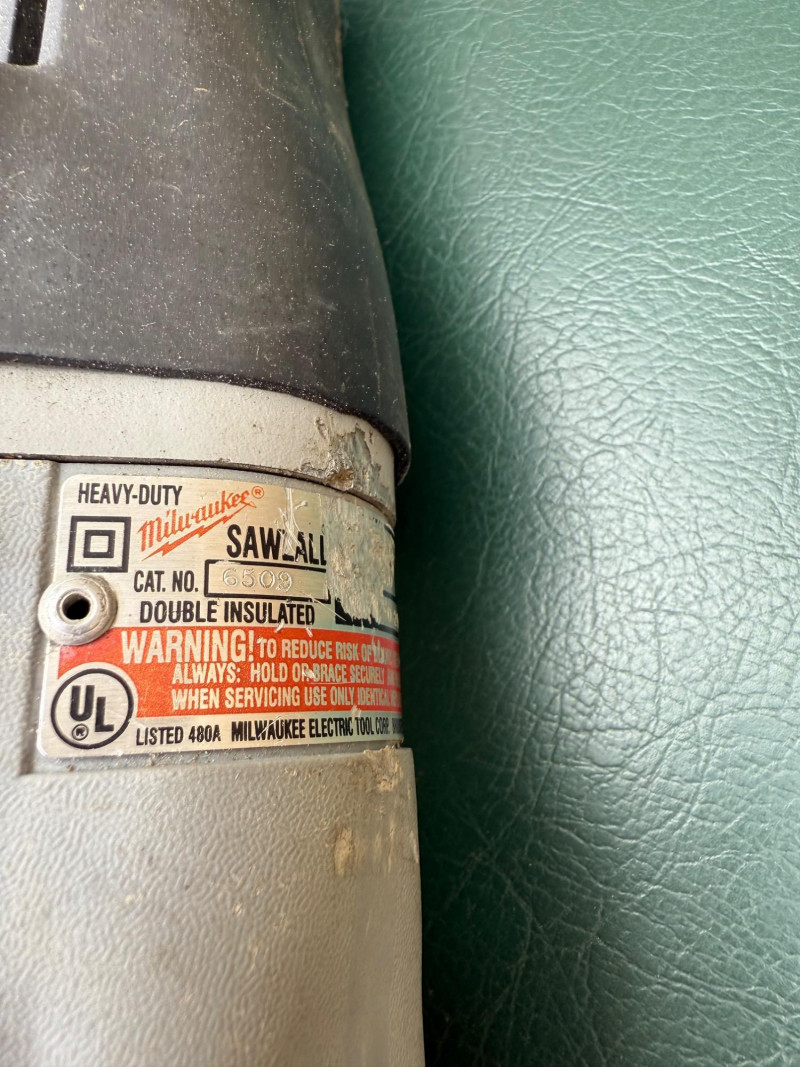 HEAVY-DUTY
Milwaukee®
SAWZALL
CAT. NO. 6509
DOUBLE INSULATED
WARNING! TO REDUCE RISK OF
ALWAYS: HOLD OR BRACE SECURELY
WHEN SERVICING USE ONLY IDENTICAL
UL®
LISTED 480A MILWAUKEE ELECTRIC TOOL CORP.